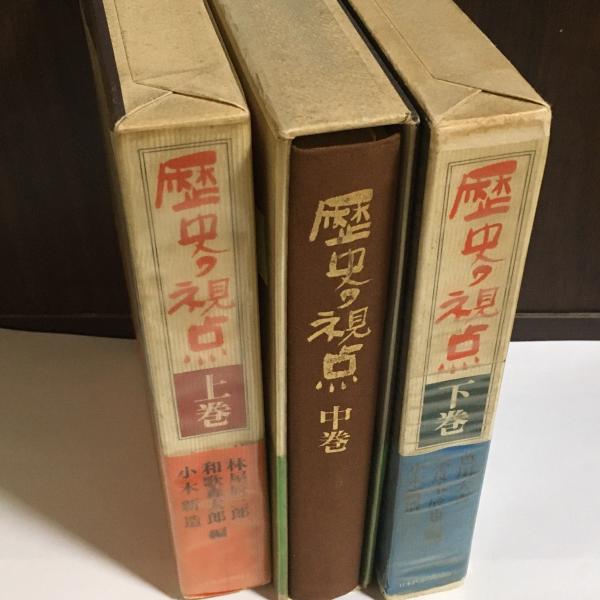 歴史の視点
上巻
林屋辰三郎
和歌森太郎 編
小木新造
歴史の視点
中巻
歴史の視点
下巻